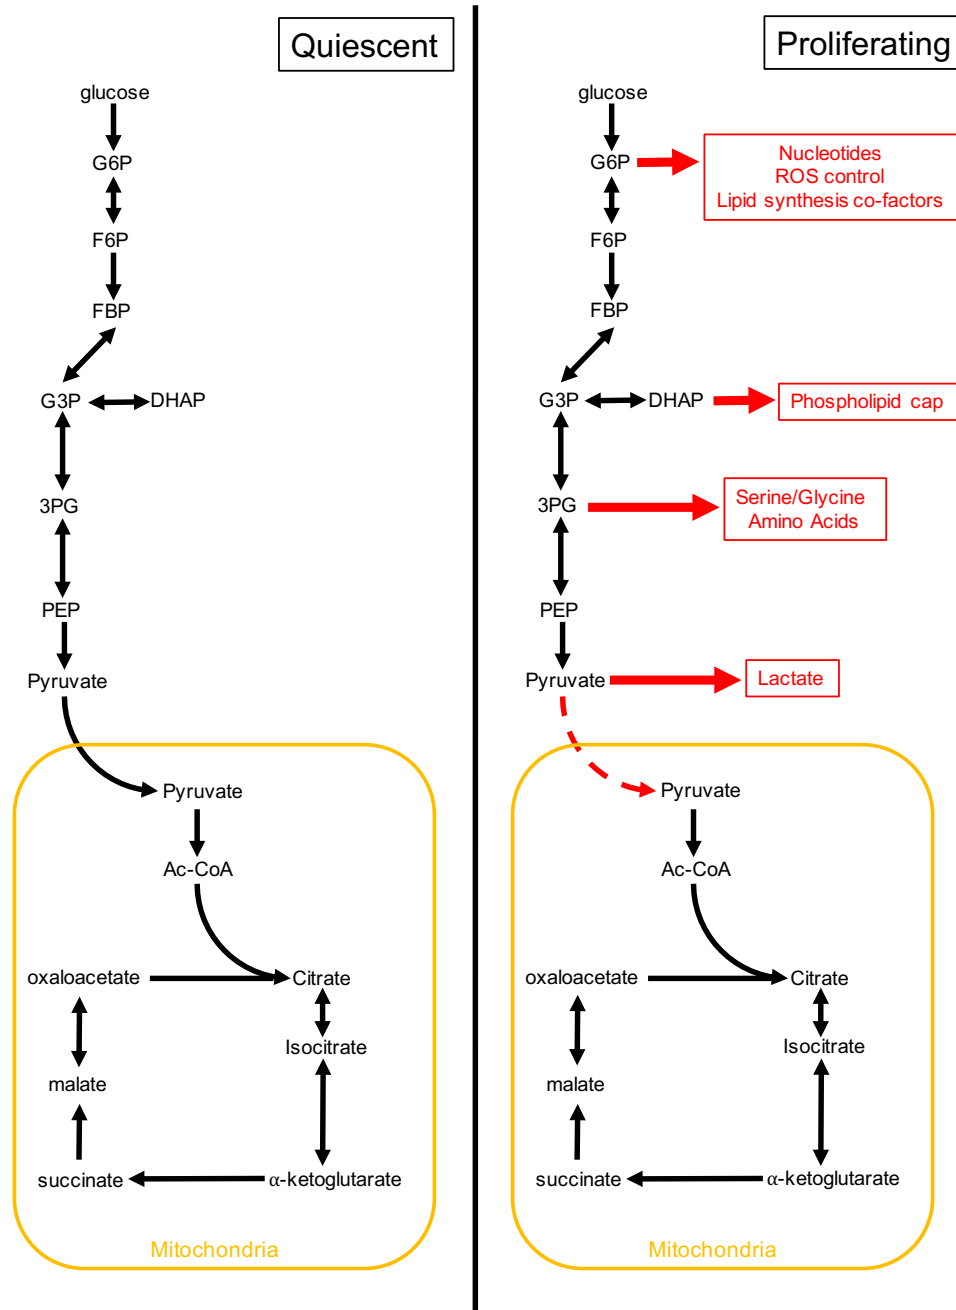 Quiescent
glucose
G6P
F6P
FBP
G3P
DHAP
3PG
PEP
Pyruvate
Pyruvate
Ac-CoA
oxaloacetate
Citrate
Isocitrate
malate
succinate
α-ketoglutarate
Mitochondria
Proliferating
glucose
G6P
Nucleotides
ROS control
Lipid synthesis co-factors
F6P
FBP
G3P
DHAP
Phospholipid cap
3PG
Serine/Glycine
Amino Acids
PEP
Pyruvate
Lactate
Pyruvate
Ac-CoA
oxaloacetate
Citrate
Isocitrate
malate
succinate
α-ketoglutarate
Mitochondria